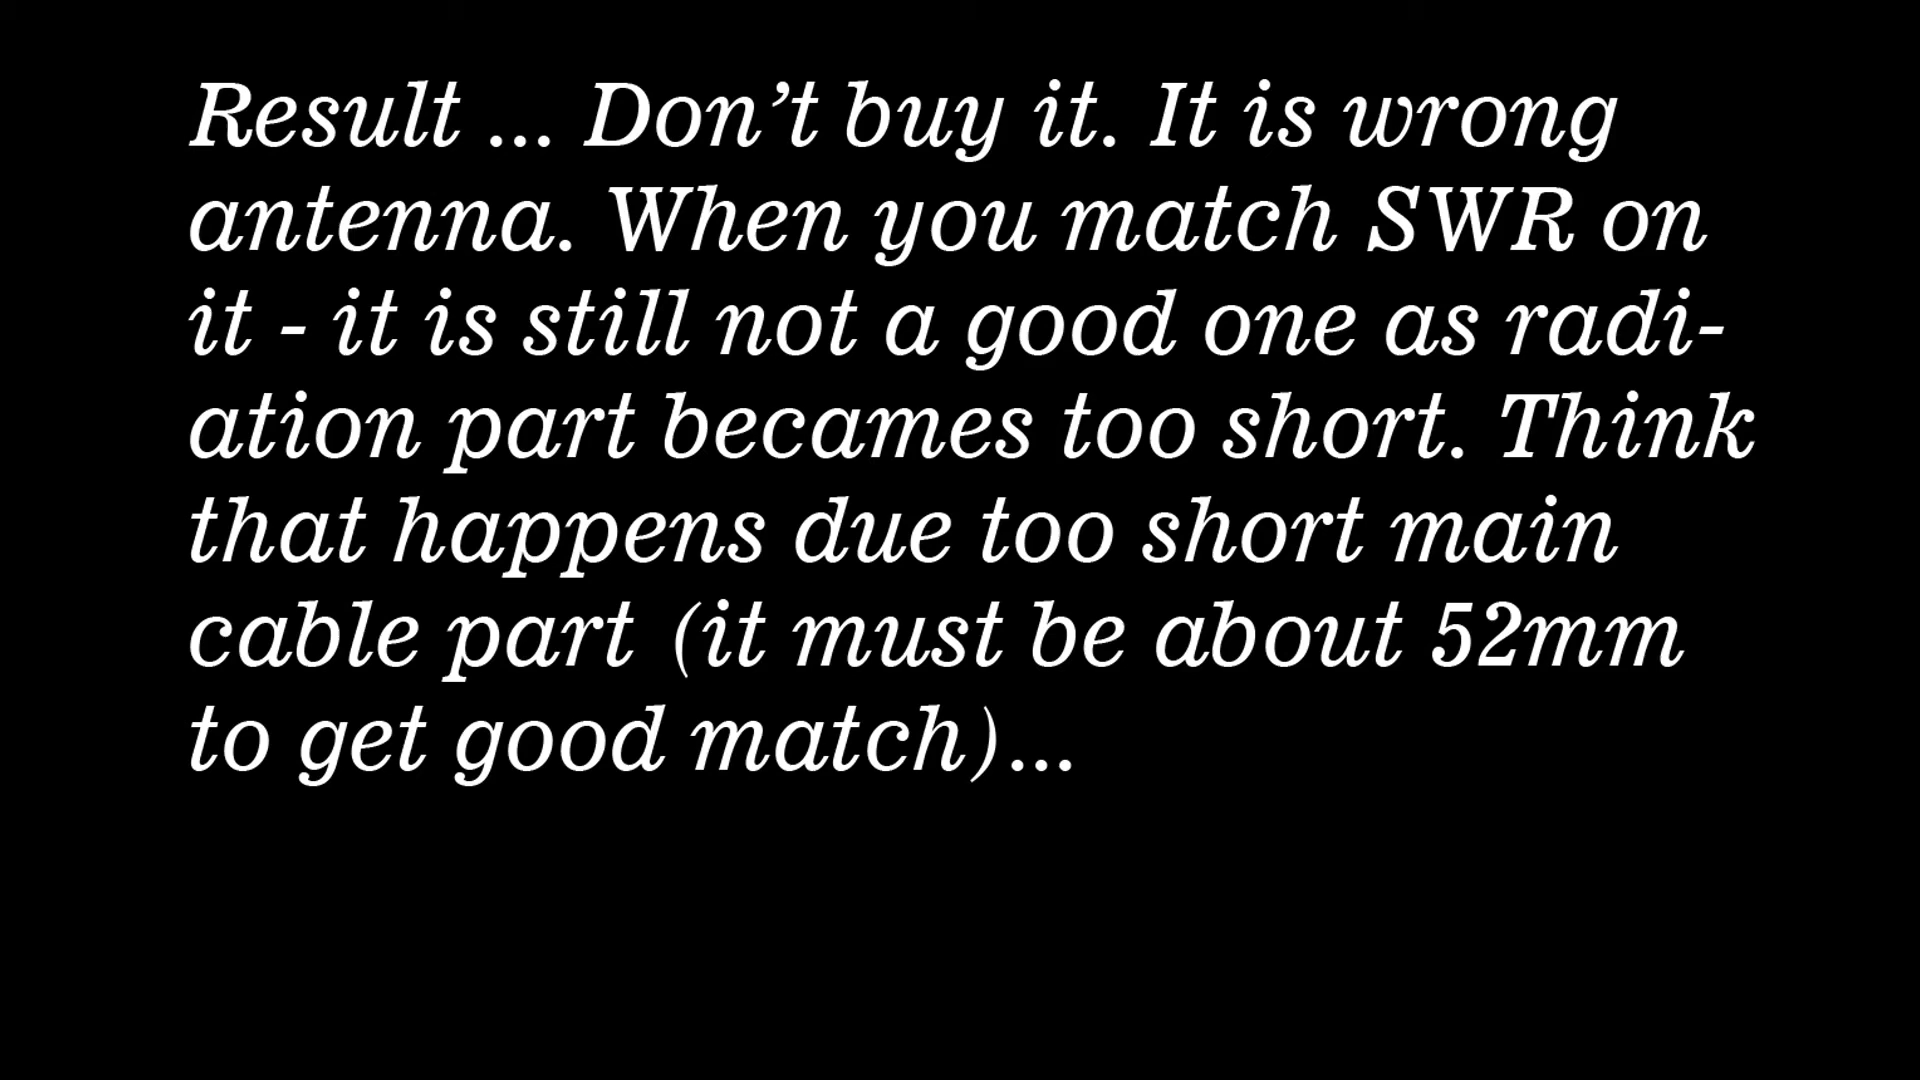 Result ... Don’t buy it. It is wrong
antenna. When you match SWR on
it - it is still not a good one as radi-
ation part becames too short. Think
that happens due too short main
cable part (it must be about 52mm
to get good match)...